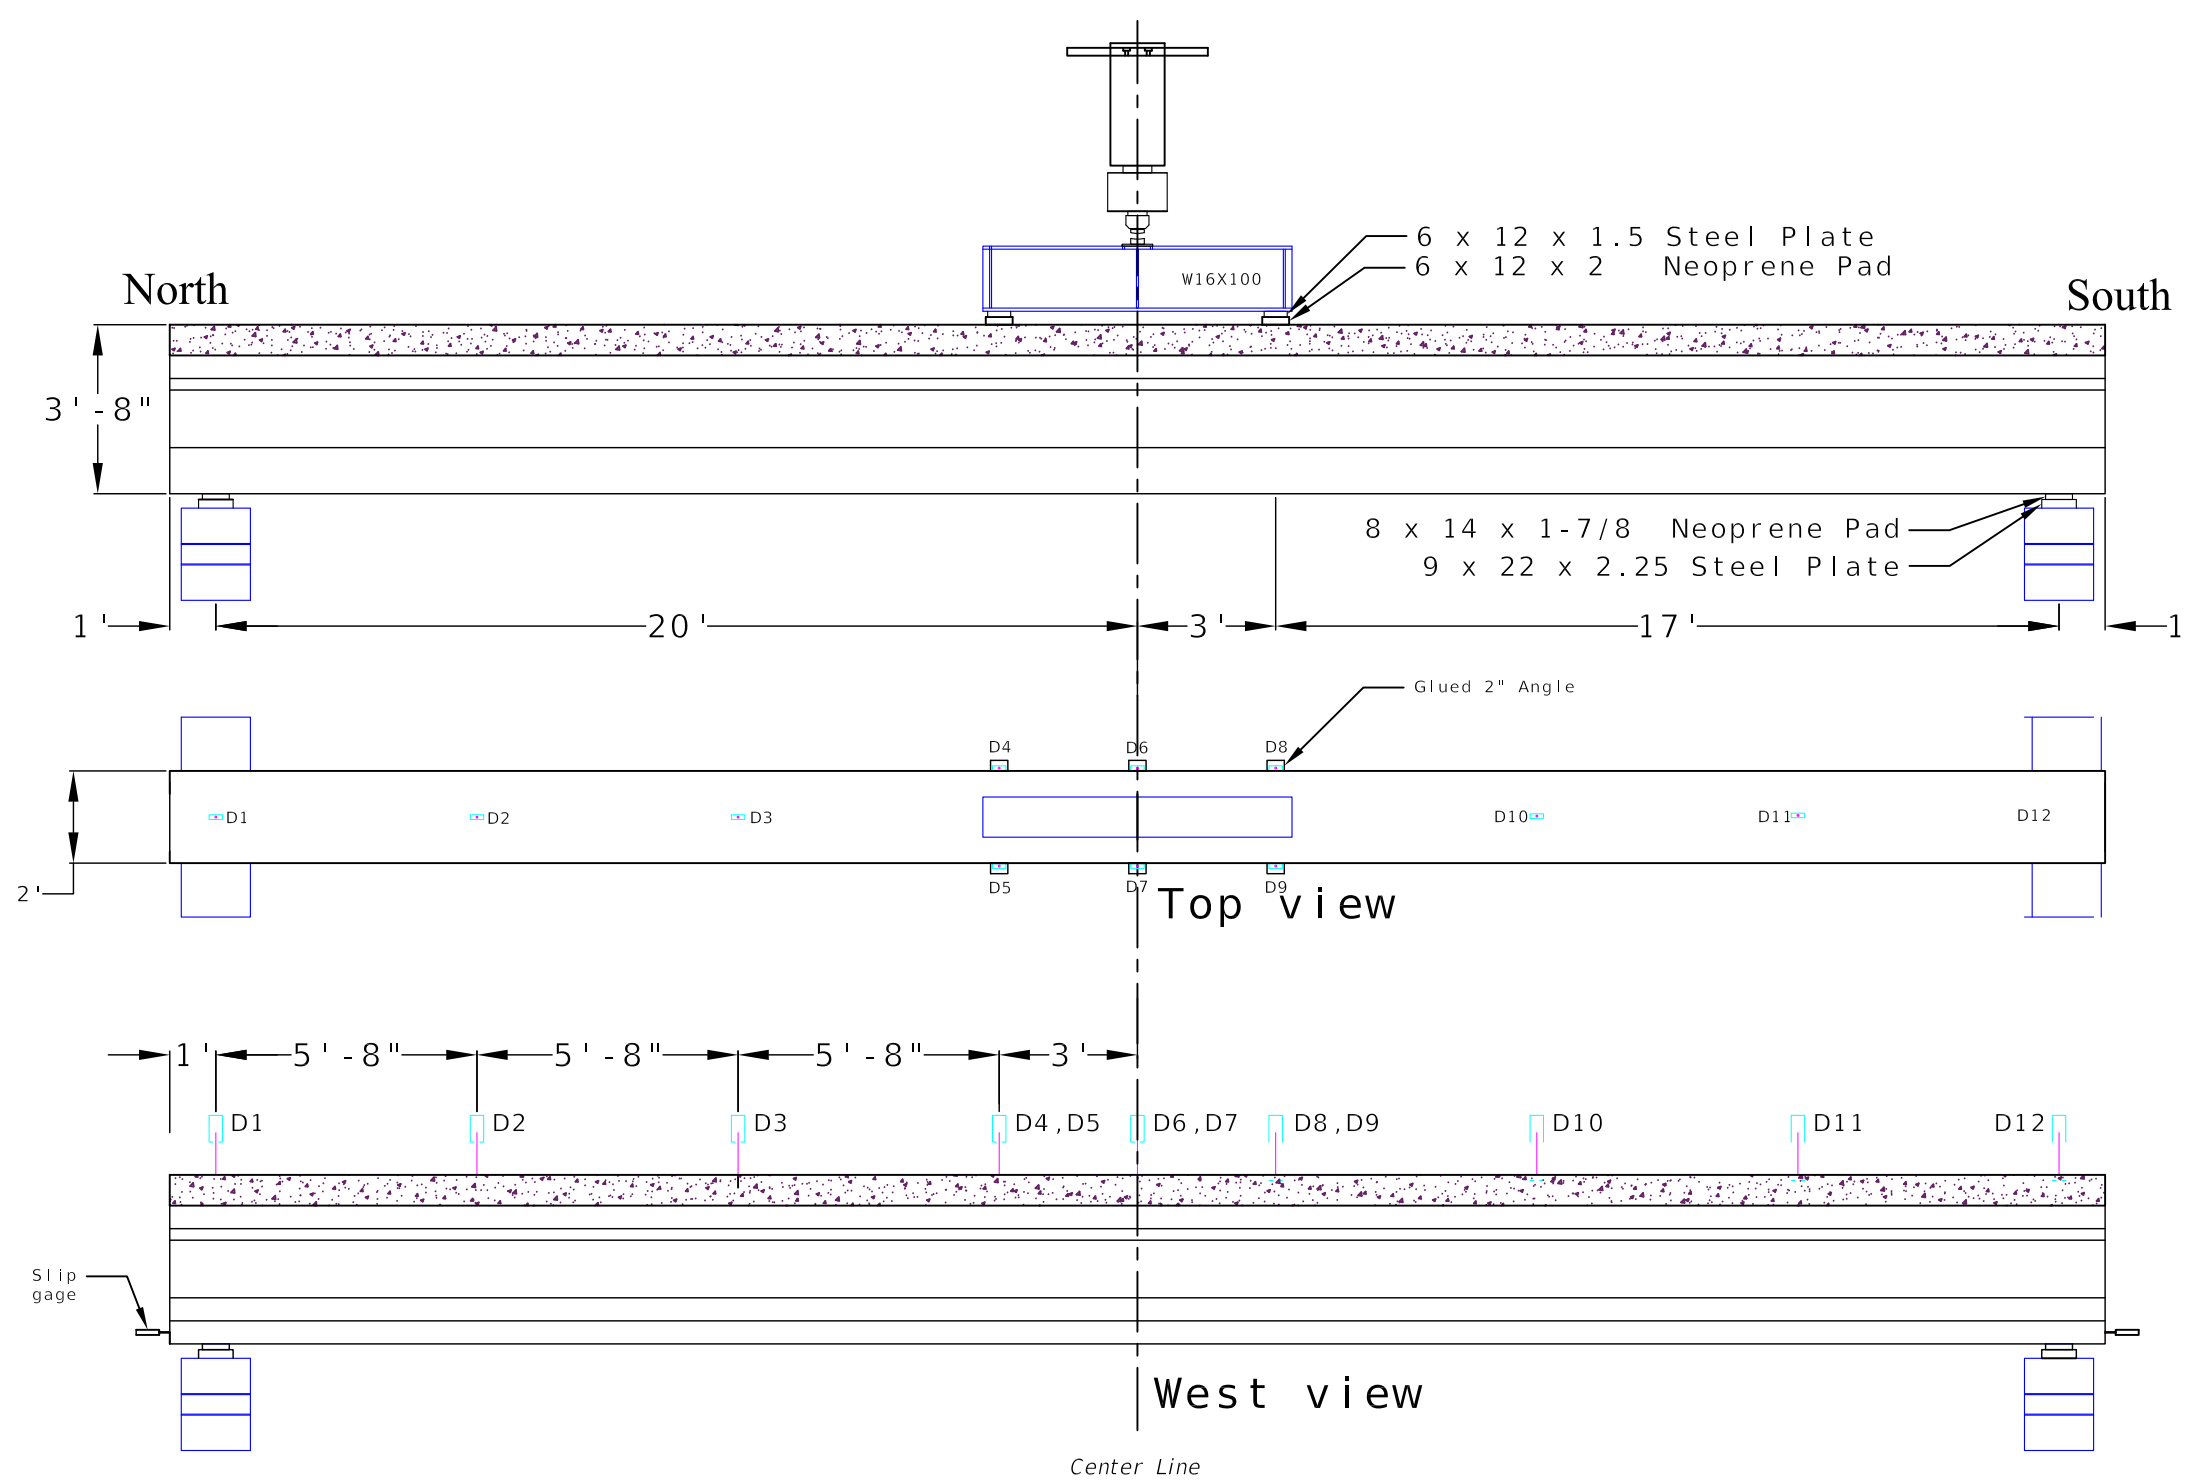 6 x 12 x 1.5 Steel Plate
6 x 12 x 2 Neoprene Pad
W16X100
North
South
3'-8"
8 x 14 x 1-7/8 Neoprene Pad
9 x 22 x 2.25 Steel Plate
1' 20' 3' 17' 1
Glued 2" Angle
D4 D6 D8
D1 D2 D3 D10 D11 D12
D5 D7 D9
2'
Top view
1' 5'-8" 5'-8" 5'-8" 3'
D1 D2 D3 D4,D5 D6,D7 D8,D9 D10 D11 D12
Slip
gage
West view
Center Line